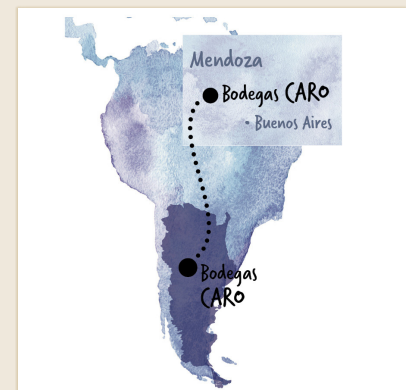 Mendoza
Bodegas CARO
• Buenos Aires
Bodegas
CARO